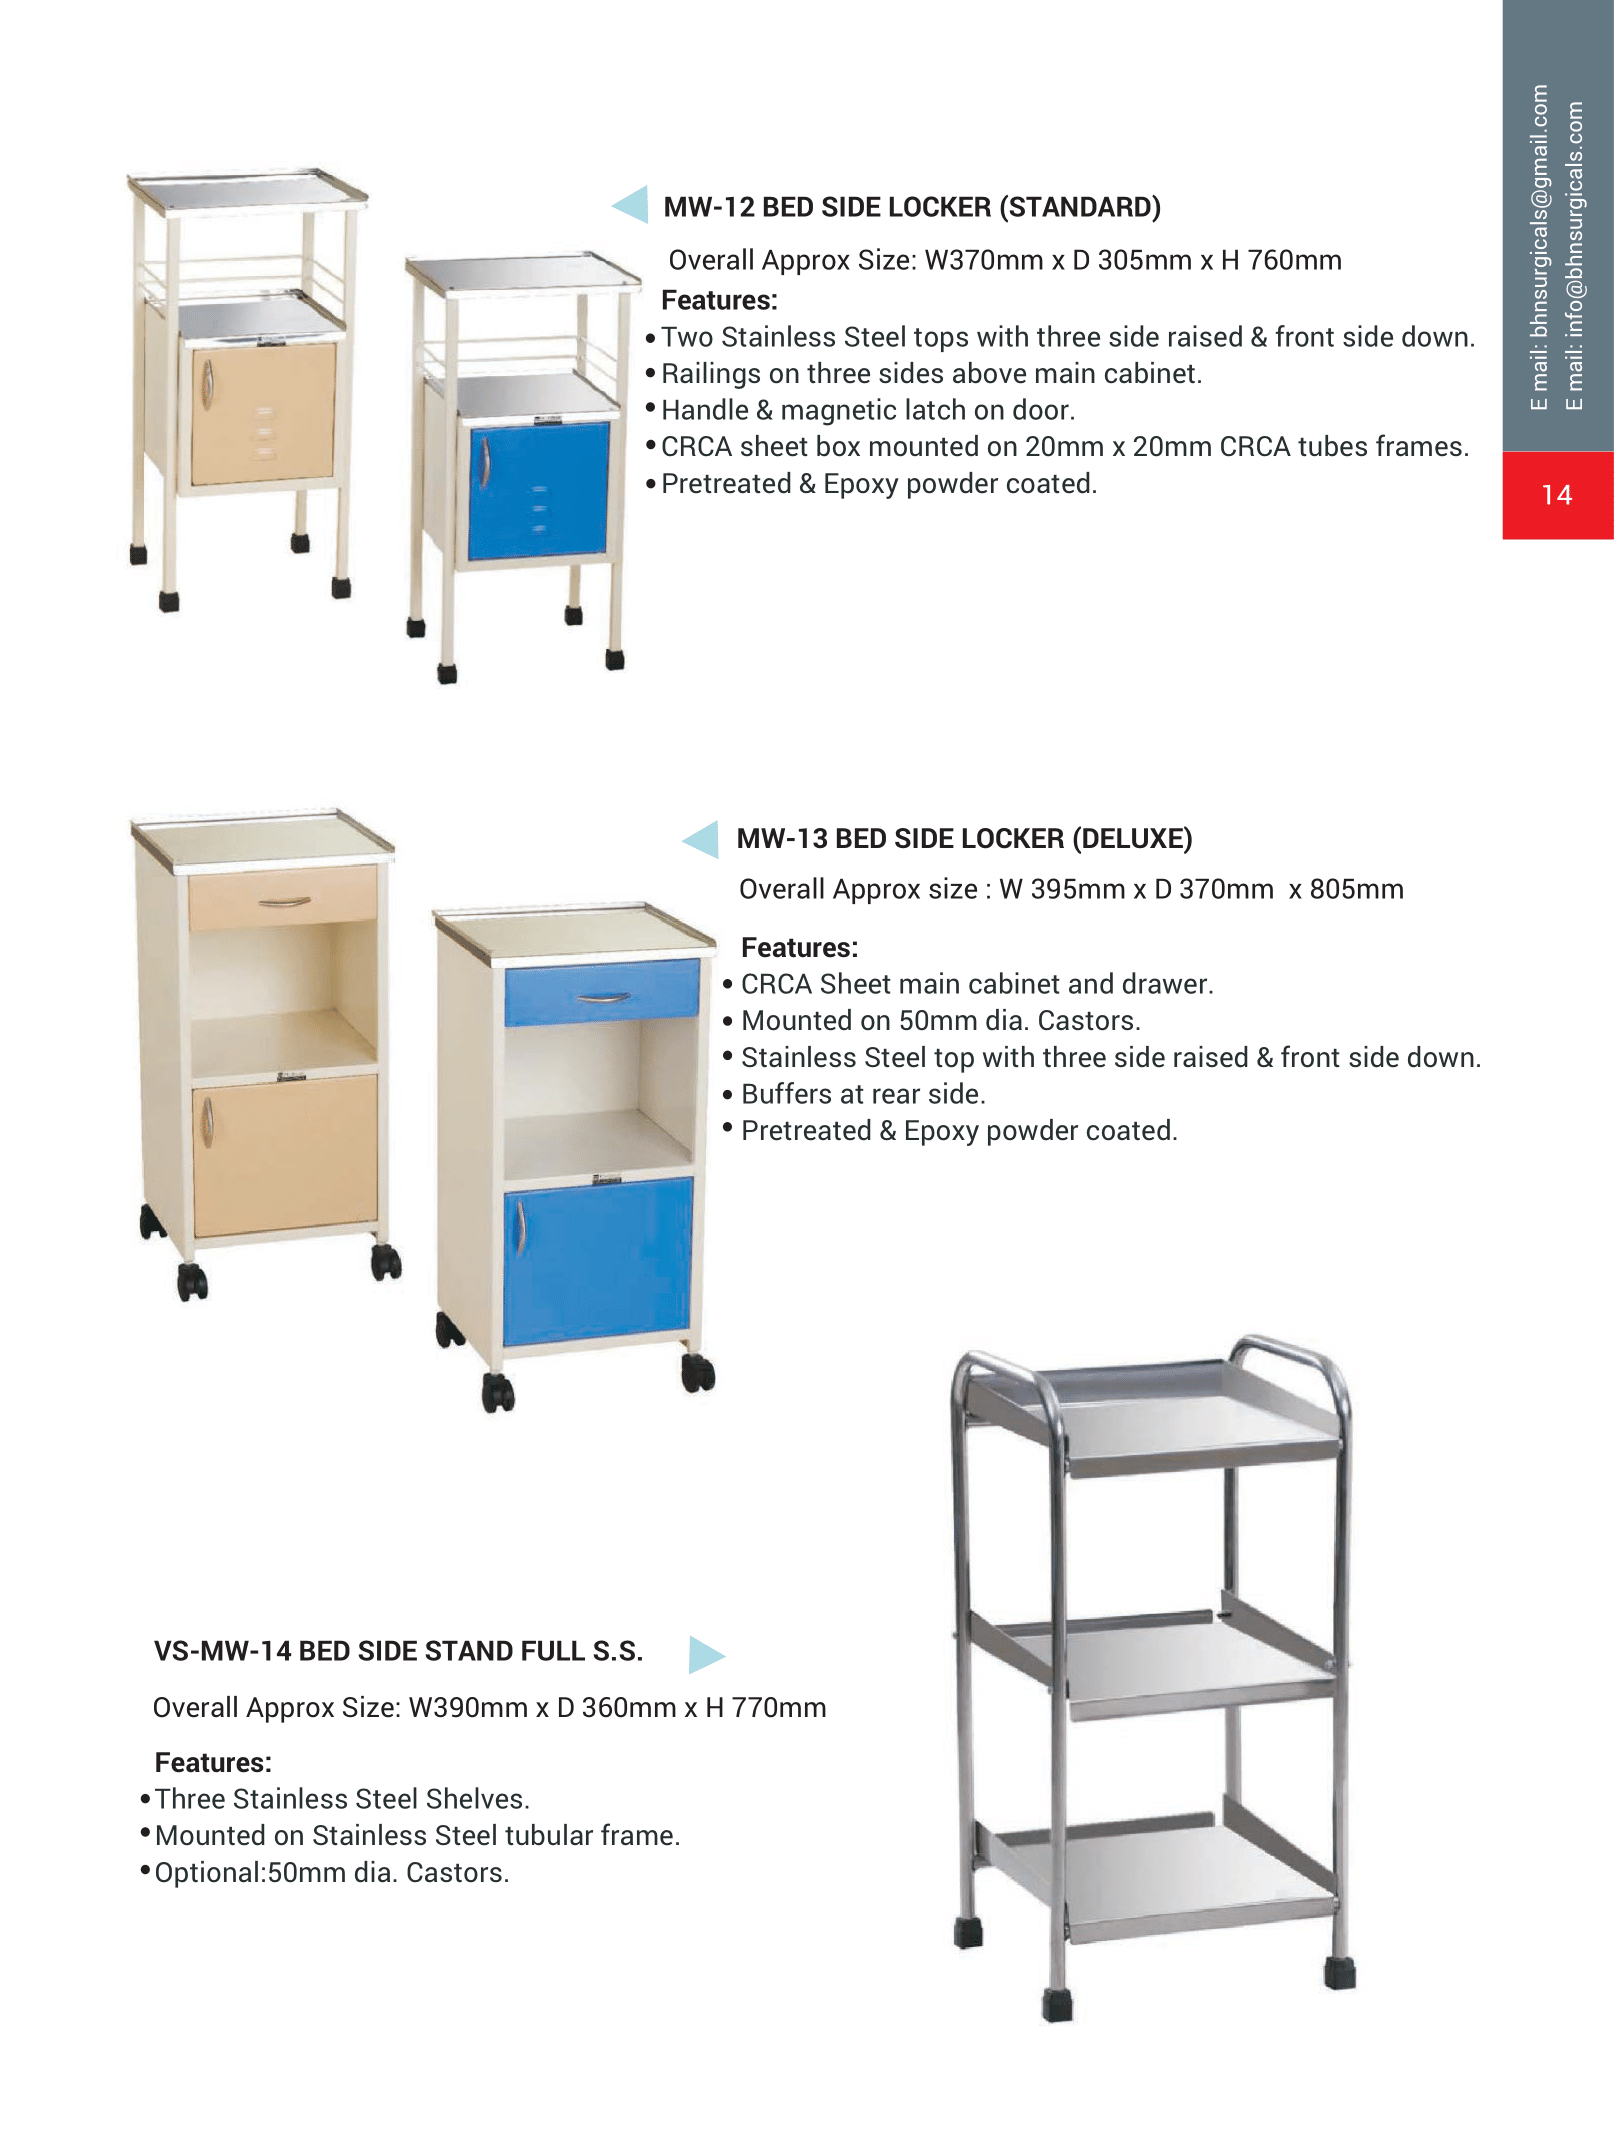 E mail: bhnsurgicals@gmail.com
E mail: info@bhnsurgicals.com
14
MW-12 BED SIDE LOCKER (STANDARD)
Overall Approx Size: W370mm x D 305mm x H 760mm
Features:
• Two Stainless Steel tops with three side raised & front side down.
• Railings on three sides above main cabinet.
• Handle & magnetic latch on door.
• CRCA sheet box mounted on 20mm x 20mm CRCA tubes frames.
• Pretreated & Epoxy powder coated.
MW-13 BED SIDE LOCKER (DELUXE)
Overall Approx size : W 395mm x D 370mm  x 805mm
Features:
• CRCA Sheet main cabinet and drawer.
• Mounted on 50mm dia. Castors.
• Stainless Steel top with three side raised & front side down.
• Buffers at rear side.
• Pretreated & Epoxy powder coated.
VS-MW-14 BED SIDE STAND FULL S.S.
Overall Approx Size: W390mm x D 360mm x H 770mm
Features:
• Three Stainless Steel Shelves.
• Mounted on Stainless Steel tubular frame.
• Optional:50mm dia. Castors.